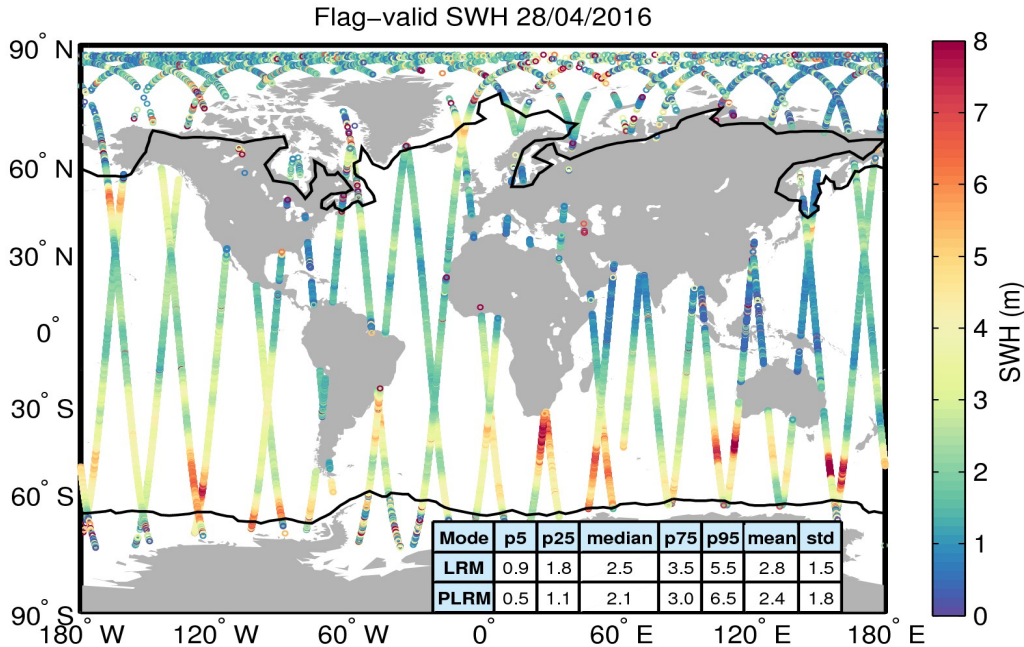 Flag−valid SWH 28/04/2016
90° N
60° N
30° N
0°
30° S
60° S
90° S
180° W
120° W
60° W
0°
60° E
120° E
180° E
8
7
6
5
4
3
2
1
0
SWH (m)
Mode p5 p25 median p75 p95 mean std
LRM 0.9 1.8 2.5 3.5 5.5 2.8 1.5
PLRM 0.5 1.1 2.1 3.0 6.5 2.4 1.8